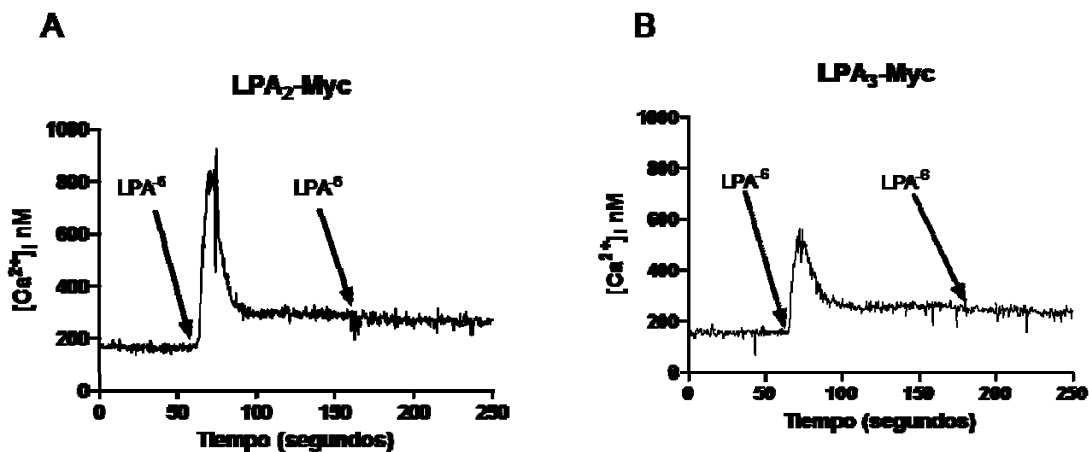 A
LPA₂-Myc
[Ca²⁺]ᵢ nM
1000
800
600
400
200
0
LPA⁻⁶
LPA⁻⁶
0 50 100 150 200 250
Tiempo (segundos)
B
LPA₃-Myc
[Ca²⁺]ᵢ nM
1000
800
600
400
200
0
LPA⁻⁶
LPA⁻⁶
0 50 100 150 200 250
Tiempo (segundos)